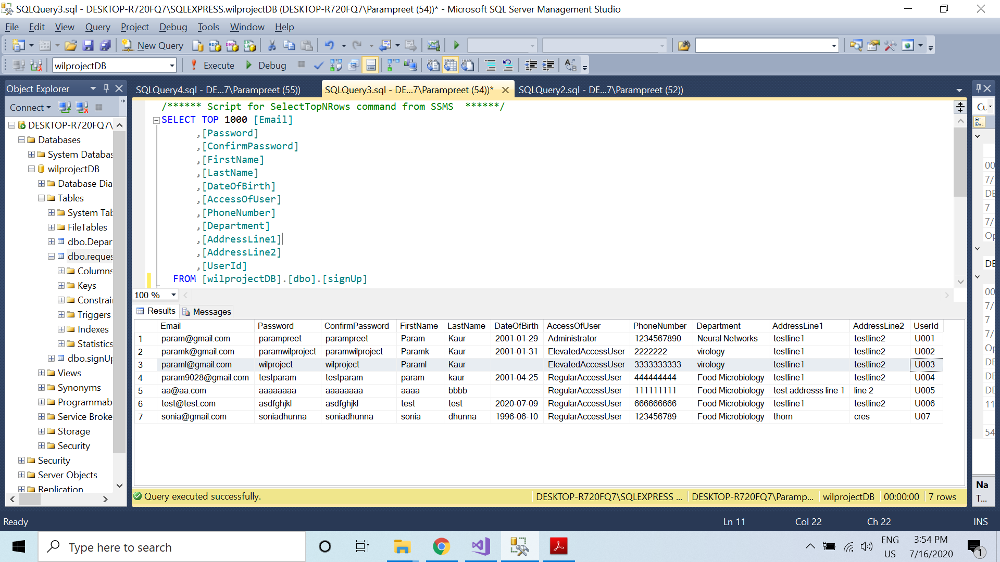 SQLQuery3.sql - DESKTOP-R720FQ7\SQLEXPRESS.wilprojectDB (DESKTOP-R720FQ7\Parampreet (54))* - Microsoft SQL Server Management Studio
File Edit View Query Project Debug Tools Window Help
New Query
wilprojectDB Execute Debug
Object Explorer
SQLQuery4.sql - DE...7\Parampreet (55)) SQLQuery3.sql - DE...7\Parampreet (54))* SQLQuery2.sql - DE...7\Parampreet (52))
Connect
DESKTOP-R720FQ7\
Databases
System Databas
wilprojectDB
Database Dia
Tables
System Tab
FileTables
dbo.Depar
dbo.reques
Columns
Keys
Constrai
Triggers
Indexes
Statistics
dbo.signUp
Views
Synonyms
Programmab
Service Broke
Storage
Security
Security
Server Objects
Replication
/****** Script for SelectTopNRows command from SSMS ******/
SELECT TOP 1000 [Email]
,[Password]
,[ConfirmPassword]
,[FirstName]
,[LastName]
,[DateOfBirth]
,[AccessOfUser]
,[PhoneNumber]
,[Department]
,[AddressLine1]
,[AddressLine2]
,[UserId]
FROM [wilprojectDB].[dbo].[signUp]
100 %
Results Messages
Email Password ConfirmPassword FirstName LastName DateOfBirth AccessOfUser PhoneNumber Department AddressLine1 AddressLine2 UserId
1 param@gmail.com parampreet parampreet Param Kaur 2001-01-29 Administrator 1234567890 Neural Networks testline1 testline2 U001
2 paramk@gmail.com paramwilproject paramwilproject Paramk Kaur 2001-01-31 ElevatedAccessUser 2222222 virology testline1 testline2 U002
3 paraml@gmail.com wilproject wilproject Paraml Kaur ElevatedAccessUser 3333333333 virology testline1 testline2 U003
4 param9028@gmail.com testparam testparam param kaur 2001-04-25 RegularAccessUser 444444444 Food Microbiology testline1 testline2 U004
5 aa@aa.com aaaaaaaa aaaaaaaa aaaa bbbb RegularAccessUser 111111111 Food Microbiology test addresss line 1 line 2 U005
6 test@test.com asdfghjkl asdfghjkl test test 2020-07-09 RegularAccessUser 666666666 Food Microbiology testline1 testline2 U006
7 sonia@gmail.com soniadhunna soniadhunna sonia dhunna 1996-06-10 RegularAccessUser 123456789 Food Microbiology thorn cres U07
Query executed successfully. DESKTOP-R720FQ7\SQLEXPRESS ... DESKTOP-R720FQ7\Paramp... wilprojectDB 00:00:00 7 rows
Cu
00
7/
DE
7
7/
Op
DE
00
7/
7
7/
Op
DE
DE
DE
11
54
Na
T...
Ready Ln 11 Col 22 Ch 22 INS
Type here to search
ENG
US
3:54 PM
7/16/2020
1